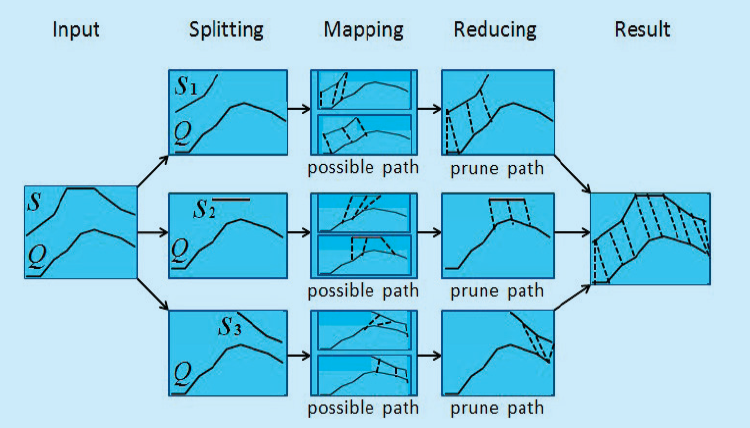 Input Splitting Mapping Reducing Result
S1
Q
possible path prune path
S
Q
S2
Q
possible path prune path
S3
Q
possible path prune path